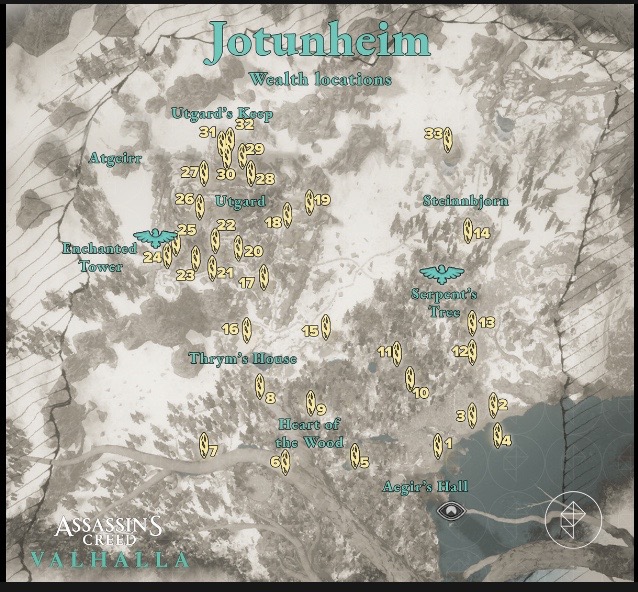 Jotunheim
Wealth locations
Utgard's Keep
32
31
33
29
Atgeirr
30
27
28
26
Utgard
19
Steinnbjorn
18
25
22
14
Enchanted
Tower
24
20
23
21
17
Serpent's
Tree
13
16
15
11
12
Thrym's House
10
8
9
2
3
Heart of
the Wood
4
1
7
6
5
Aegir's Hall
ASSASSIN'S
CREED
VALHALLA